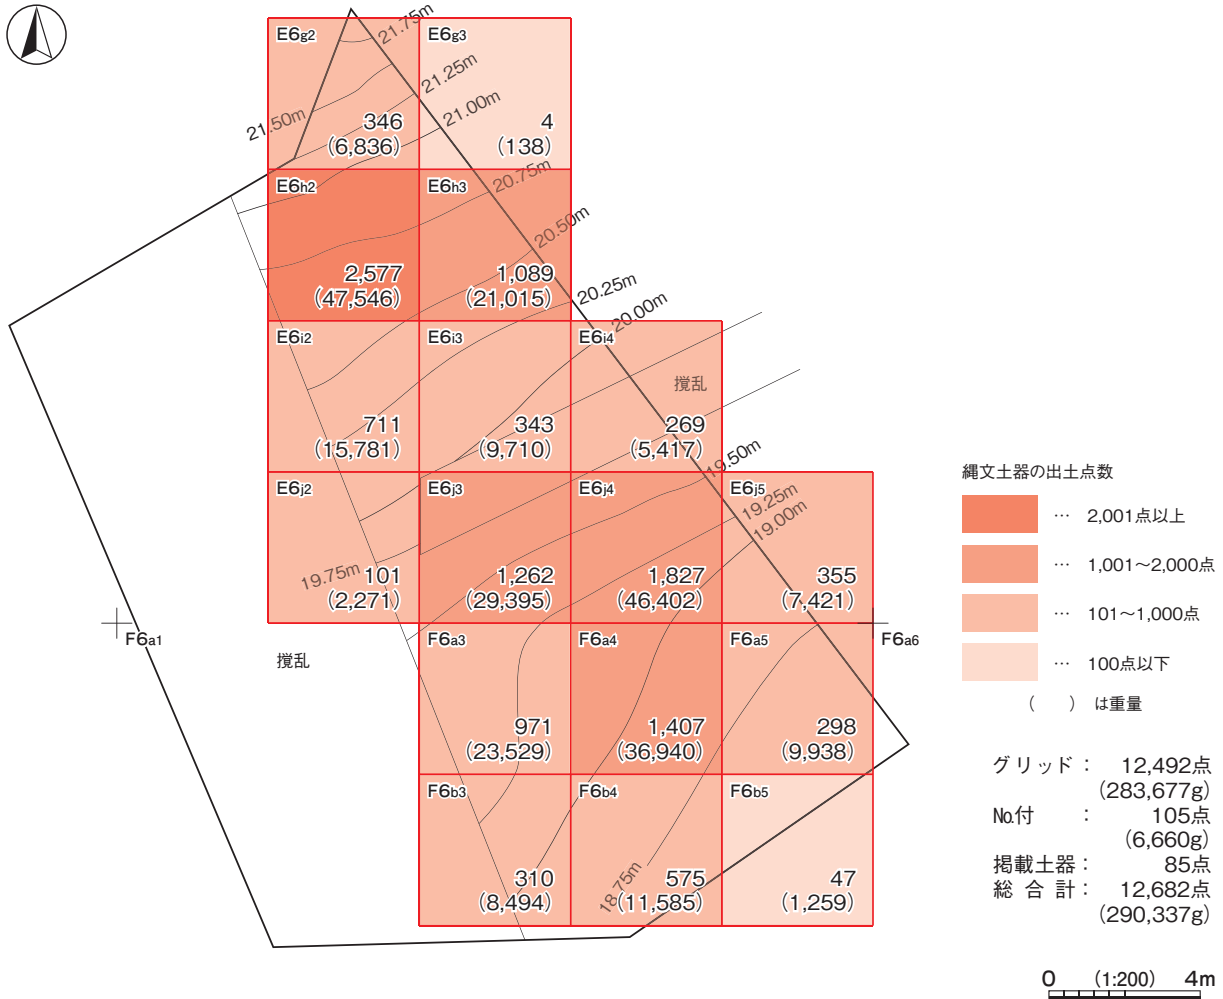 E6g2
E6g3
21.75m
21.25m
21.00m
21.50m
346
(6,836)
4
(138)
E6h2
E6h3
20.75m
20.50m
2,577
(47,546)
1,089
(21,015)
20.25m
20.00m
E6i2
E6i3
E6i4
撹乱
711
(15,781)
343
(9,710)
269
(5,417)
19.50m
E6j2
E6j3
E6j4
E6j5
19.25m
19.00m
19.75m
101
(2,271)
1,262
(29,395)
1,827
(46,402)
355
(7,421)
F6a1
撹乱
F6a3
F6a4
F6a5
F6a6
971
(23,529)
1,407
(36,940)
298
(9,938)
F6b3
F6b4
F6b5
18.75m
310
(8,494)
575
(11,585)
47
(1,259)
縄文土器の出土点数
… 2,001点以上
… 1,001～2,000点
… 101～1,000点
… 100点以下
（　　）は重量
グリッド： 12,492点
(283,677g)
No.付 ： 105点
(6,660g)
掲載土器： 85点
総合計： 12,682点
(290,337g)
0 (1:200) 4m